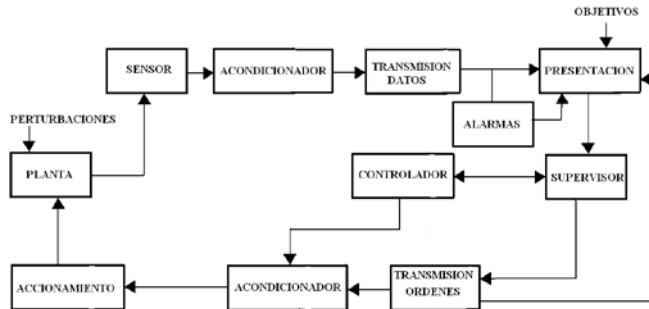 OBJETIVOS
SENSOR
ACONDICIONADOR
TRANSMISION
DATOS
PRESENTACION
ALARMAS
PERTURBACIONES
PLANTA
CONTROLADOR
SUPERVISOR
ACCIONAMIENTO
ACONDICIONADOR
TRANSMISION
ORDENES